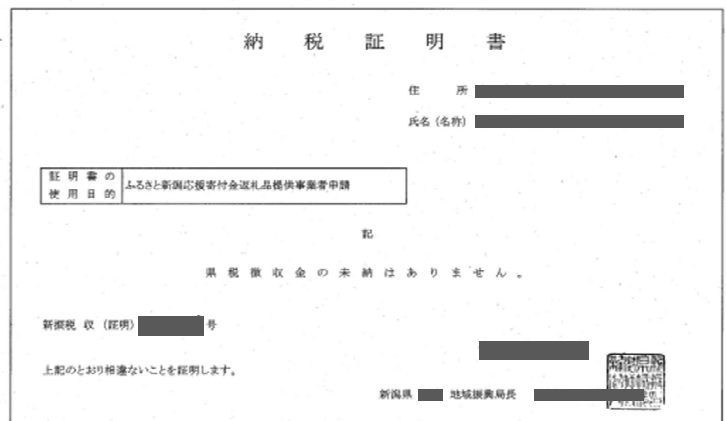 納税証明書
住所
氏名（名称）
証明書の
使用目的
ふるさと新潟応援寄付金返礼品提供事業者申請
記
県税徴収金の未納はありません。
税収（証明） 号
上記のとおり相違ないことを証明します。
新潟県 地域振興局長